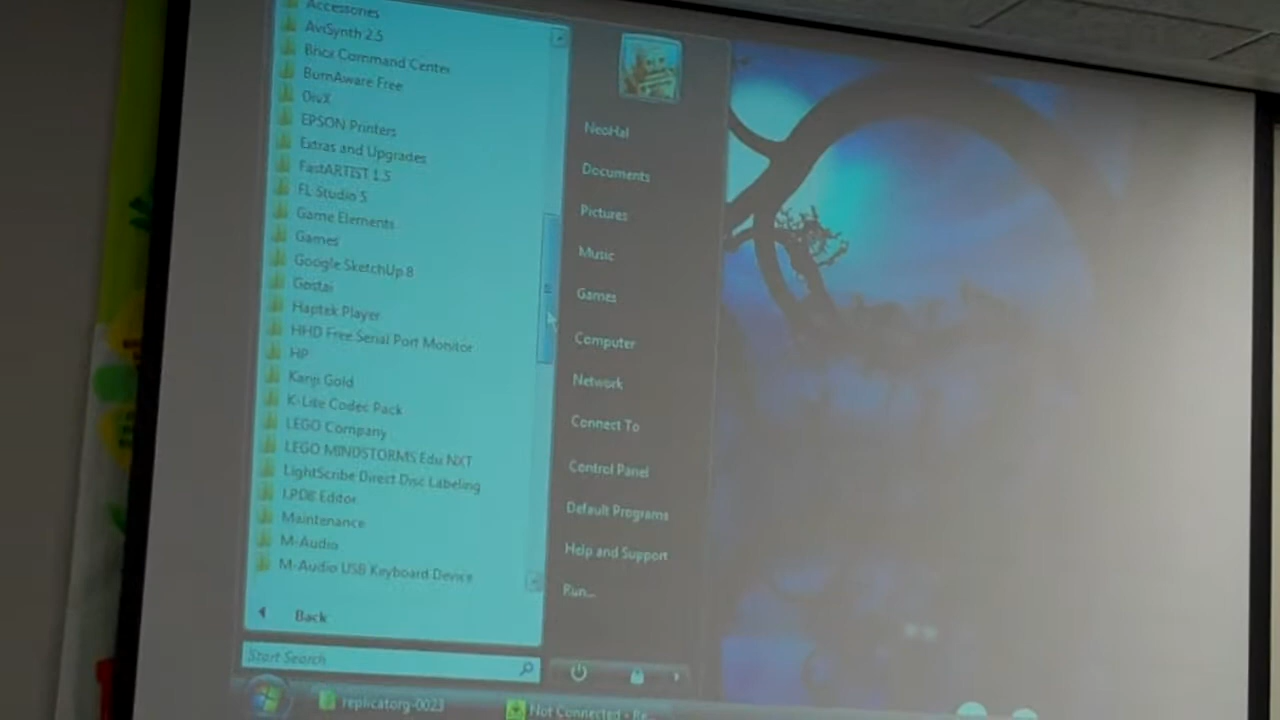 Accessories
AviSynth 2.5
Bricx Command Center
BurnAware Free
DivX
EPSON Printers
Extras and Upgrades
FastARTIST 1.5
FL Studio 5
Game Elements
Games
Google SketchUp 8
Gostai
Haptek Player
HHD Free Serial Port Monitor
HP
Kanji Gold
K-Lite Codec Pack
LEGO Company
LEGO MINDSTORMS Edu NXT
LightScribe Direct Disc Labeling
LPD8 Editor
Maintenance
M-Audio
M-Audio USB Keyboard Device
Back
Start Search
NeoHal
Documents
Pictures
Music
Games
Computer
Network
Connect To
Control Panel
Default Programs
Help and Support
Run...
replicatorg-0023
Not Connected - Re...